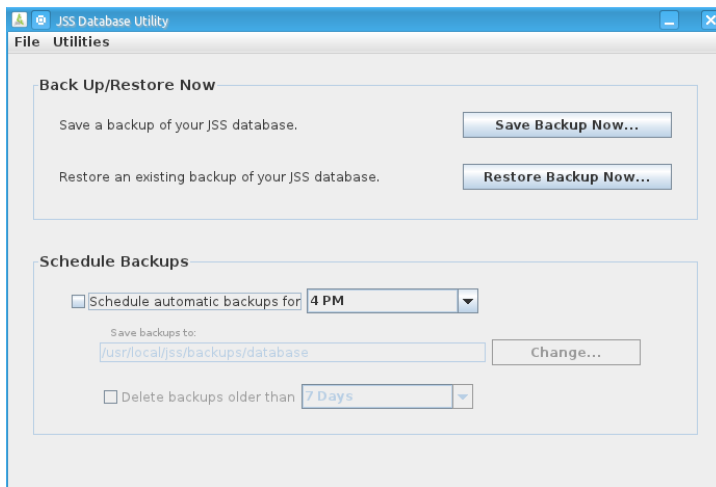 JSS Database Utility
File Utilities
Back Up/Restore Now
Save a backup of your JSS database. Save Backup Now...
Restore an existing backup of your JSS database. Restore Backup Now...
Schedule Backups
Schedule automatic backups for 4 PM
Save backups to:
/usr/local/jss/backups/database Change...
Delete backups older than 7 Days